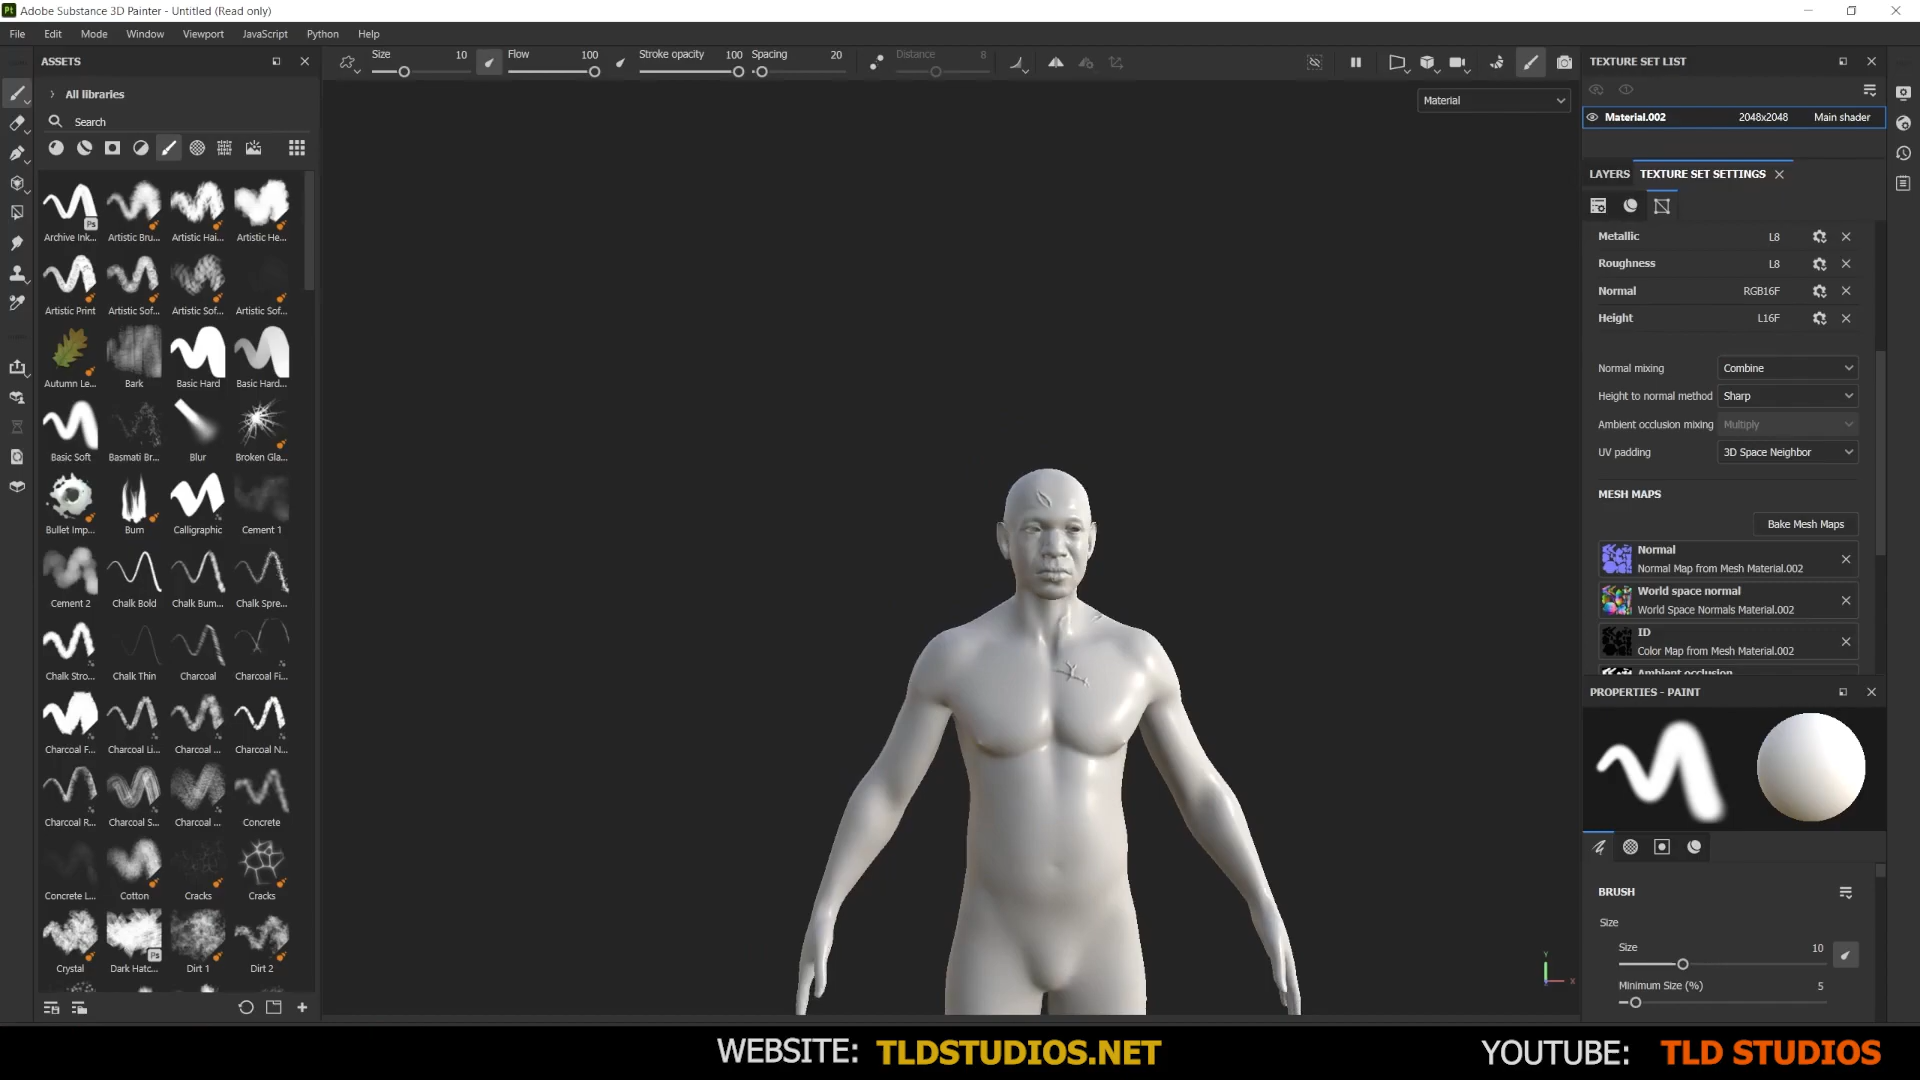 Pt Adobe Substance 3D Painter - Untitled (Read only)
File Edit Mode Window Viewport JavaScript Python Help
ASSETS
All libraries
Search
Archive Ink... Artistic Bru... Artistic Hai... Artistic He...
Artistic Print Artistic Sof... Artistic Sof... Artistic Sof...
Autumn Le... Bark Basic Hard Basic Hard...
Basic Soft Basmati Br... Blur Broken Gla...
Bullet Imp... Burn Calligraphic Cement 1
Cement 2 Chalk Bold Chalk Bum... Chalk Spre...
Chalk Stro... Chalk Thin Charcoal Charcoal Fi...
Charcoal F... Charcoal Li... Charcoal ... Charcoal N...
Charcoal R... Charcoal S... Charcoal ... Concrete
Concrete L... Cotton Cracks Cracks
Crystal Dark Hatc... Dirt 1 Dirt 2
Size 10 Flow 100 Stroke opacity 100 Spacing 20 Distance 8
Material
TEXTURE SET LIST
Material.002 2048x2048 Main shader
LAYERS TEXTURE SET SETTINGS
Metallic L8
Roughness L8
Normal RGB16F
Height L16F
Normal mixing Combine
Height to normal method Sharp
Ambient occlusion mixing Multiply
UV padding 3D Space Neighbor
MESH MAPS
Bake Mesh Maps
Normal
Normal Map from Mesh Material.002
World space normal
World Space Normals Material.002
ID
Color Map from Mesh Material.002
Ambient occlusion
PROPERTIES - PAINT
BRUSH
Size
Size 10
Minimum Size (%) 5
Y
X
WEBSITE: TLDSTUDIOS.NET
YOUTUBE: TLD STUDIOS